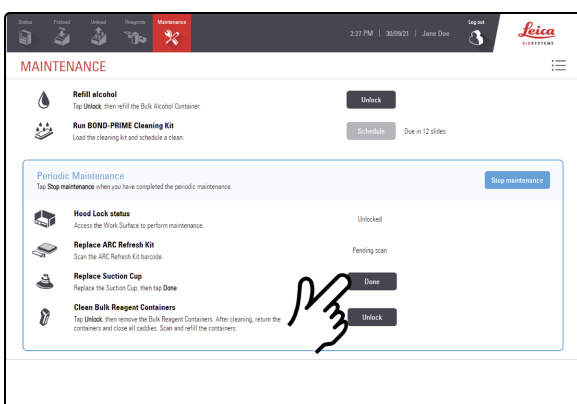 Status Preload Unload Reagents Maintenance
2:27 PM | 30/09/21 | Jane Doe
Log out
Leica
BIOSYSTEMS
MAINTENANCE
Refill alcohol
Tap Unlock, then refill the Bulk Alcohol Container.
Unlock
Run BOND-PRIME Cleaning Kit
Load the cleaning kit and schedule a clean.
Schedule
Due in 12 slides.
Periodic Maintenance
Tap Stop maintenance when you have completed the periodic maintenance.
Stop maintenance
Hood Lock status
Access the Work Surface to perform maintenance.
Unlocked
Replace ARC Refresh Kit
Scan the ARC Refresh Kit barcode.
Pending scan
Replace Suction Cup
Replace the Suction Cup, then tap Done
Done
Clean Bulk Reagent Containers
Tap Unlock, then remove the Bulk Reagent Containers. After cleaning, return the
containers and close all caddies. Scan and refill the containers.
Unlock